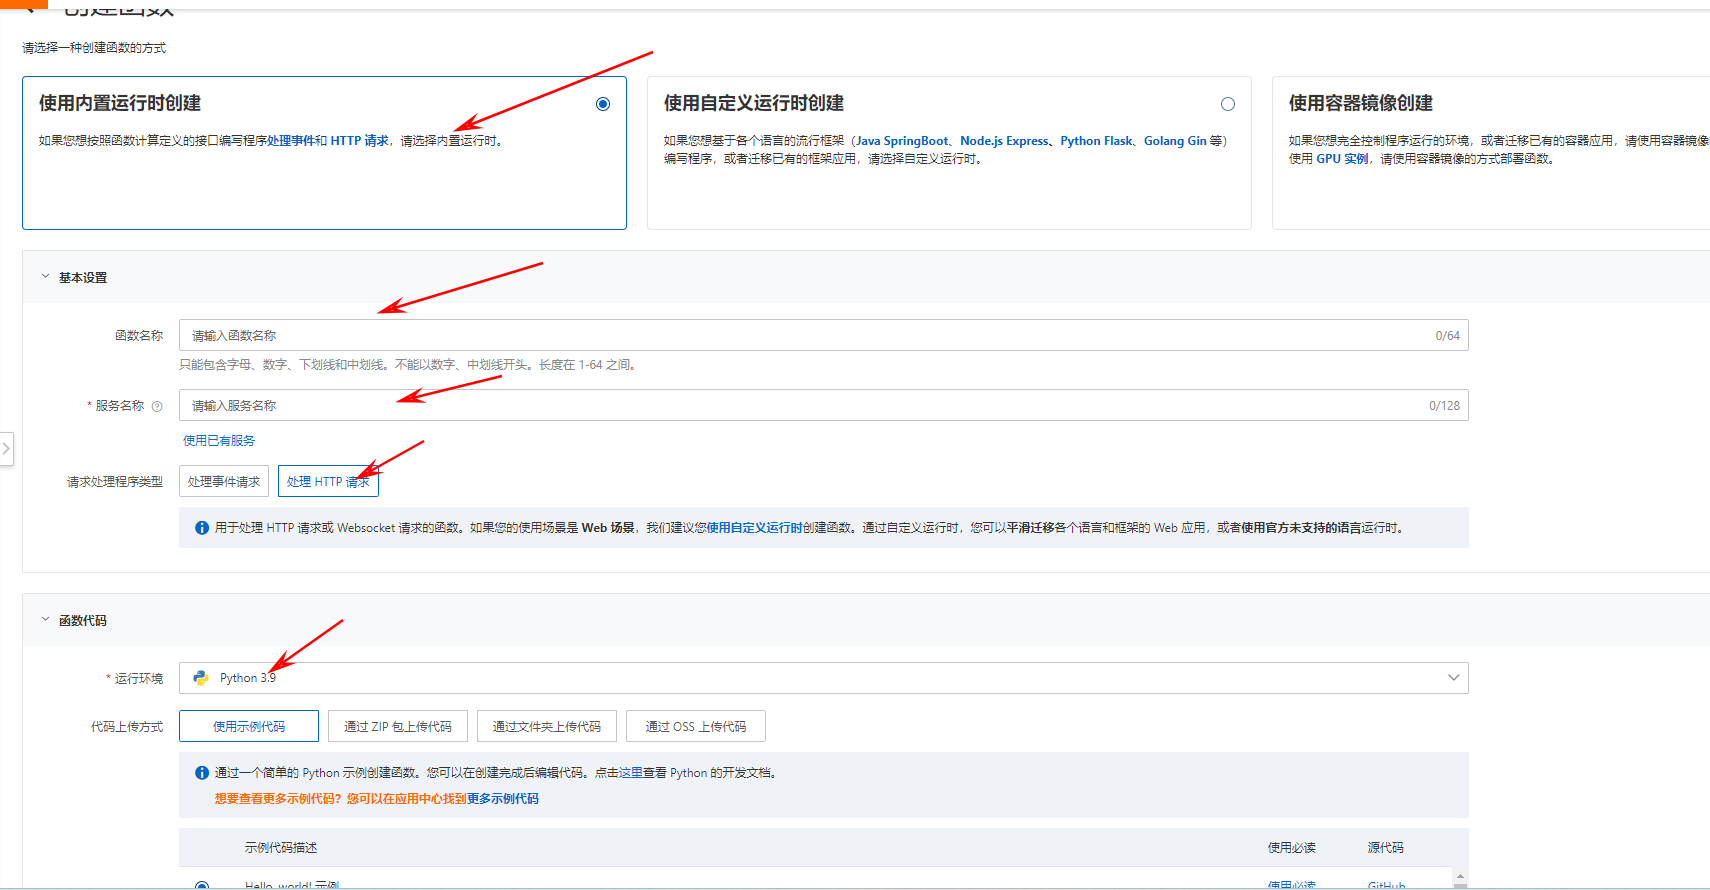 创建函数
请选择一种创建函数的方式
使用内置运行时创建
如果您想按照函数计算定义的接口编写程序处理事件和 HTTP 请求，请选择内置运行时。
使用自定义运行时创建
如果您想基于各个语言的流行框架（Java SpringBoot、Node.js Express、Python Flask、Golang Gin 等）
编写程序，或者迁移已有的框架应用，请选择自定义运行时。
使用容器镜像创建
如果您想完全控制程序运行的环境，或者迁移已有的容器应用，请使用容器镜像
使用 GPU 实例，请使用容器镜像的方式部署函数。
基本设置
函数名称
请输入函数名称
0/64
只能包含字母、数字、下划线和中划线。不能以数字、中划线开头。长度在 1-64 之间。
* 服务名称
请输入服务名称
0/128
使用已有服务
请求处理程序类型
处理事件请求
处理 HTTP 请求
用于处理 HTTP 请求或 Websocket 请求的函数。如果您的使用场景是 Web 场景，我们建议您使用自定义运行时创建函数。通过自定义运行时，您可以平滑迁移各个语言和框架的 Web 应用，或者使用官方未支持的语言运行时。
函数代码
* 运行环境
Python 3.9
代码上传方式
使用示例代码
通过 ZIP 包上传代码
通过文件夹上传代码
通过 OSS 上传代码
通过一个简单的 Python 示例创建函数。您可以在创建完成后编辑代码。点击这里查看 Python 的开发文档。
想要查看更多示例代码？您可以在应用中心找到更多示例代码
示例代码描述
使用必读
源代码
Hello, world! 示例
使用必读
GitHub